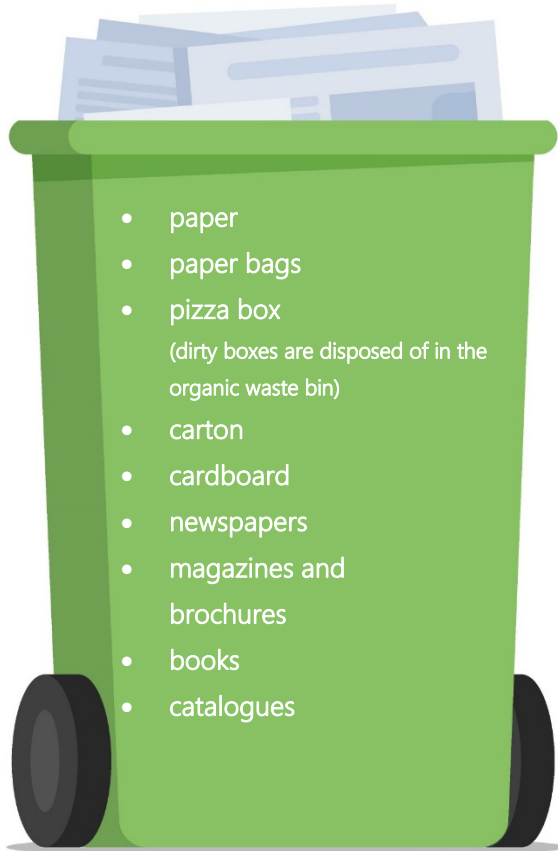 • paper
• paper bags
• pizza box
(dirty boxes are disposed of in the
organic waste bin)
• carton
• cardboard
• newspapers
• magazines and
brochures
• books
• catalogues